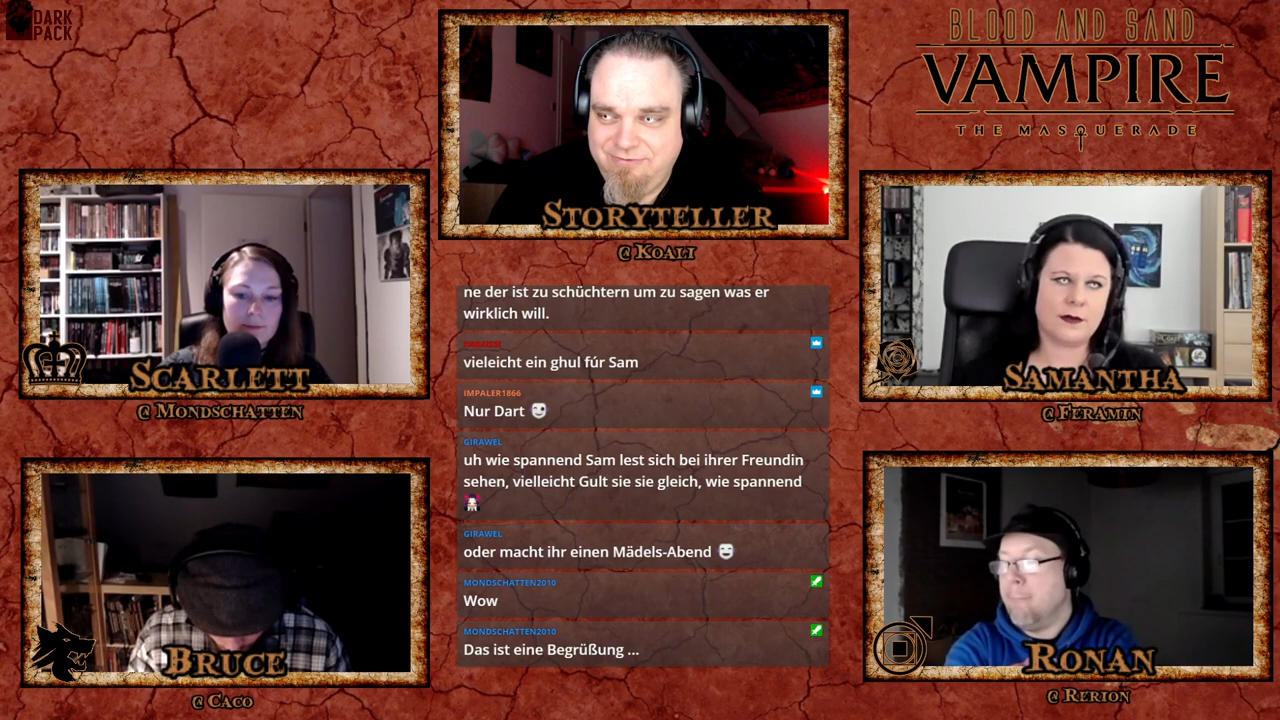 DARK
PACK
BLOOD AND SAND
VAMPIRE
THE MASQUERADE
STORYTELLER
@ KOALI
SCARLETT
@ MONDSCHATTEN
SAMANTHA
@ FERAMIN
ne der ist zu schüchtern um zu sagen was er
wirklich will.
vieleicht ein ghul fúr Sam
IMPALER1866
Nur Dart
GIRAWEL
uh wie spannend Sam lest sich bei ihrer Freundin
sehen, vielleicht Gult sie sie gleich, wie spannend
GIRAWEL
oder macht ihr einen Mädels-Abend
MONDSCHATTEN2010
Wow
MONDSCHATTEN2010
Das ist eine Begrüßung ...
BRUCE
@ CACO
RONAN
@ RERION